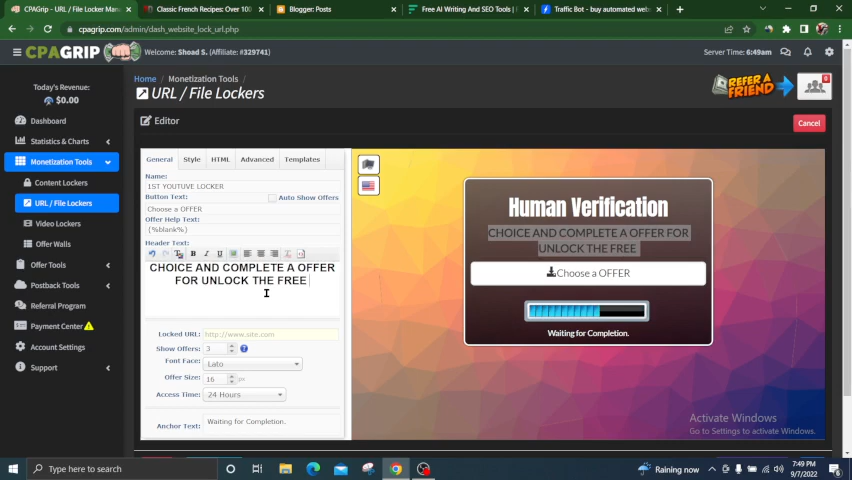 CPAGrip - URL / File Locker Man
Classic French Recipes: Over 100
Blogger: Posts
Free AI Writing And SEO Tools |
Traffic Bot - buy automated web
cpagrip.com/admin/dash_website_lock_url.php
CPAGRIP
Welcome: Shoad S. (Affiliate: #329741)
Server Time: 6:49am
Today's Revenue:
$0.00
Dashboard
Statistics & Charts
Monetization Tools
Content Lockers
URL / File Lockers
Video Lockers
Offer Walls
Offer Tools
Postback Tools
Referral Program
Payment Center
Account Settings
Support
Home / Monetization Tools /
URL / File Lockers
REFER A FRIEND
0
Editor
Cancel
General Style HTML Advanced Templates
Name:
1ST YOUTUVE LOCKER
Button Text:
Auto Show Offers
Choose a OFFER
Offer Help Text:
{%blank%}
Header Text:
B I U
CHOICE AND COMPLETE A OFFER
FOR UNLOCK THE FREE
Locked URL: http://www.site.com
Show Offers: 3
Font Face: Lato
Offer Size: 16 px
Access Time: 24 Hours
Anchor Text: Waiting for Completion.
Human Verification
CHOICE AND COMPLETE A OFFER FOR
UNLOCK THE FREE
Choose a OFFER
Waiting for Completion.
Activate Windows
Go to Settings to activate Windows.
Type here to search
Raining now
7:49 PM
9/7/2022